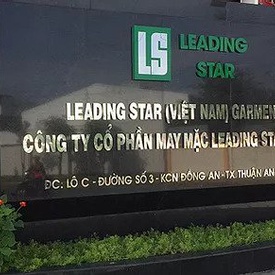 LS
LEADING
STAR
LEADING STAR (VIỆT NAM) GARMEN
CÔNG TY CỔ PHẦN MAY MẶC LEADING STA
ĐC. LÔ C - ĐƯỜNG SỐ 3 - KCN ĐỒNG AN - TX. THUẬN AN